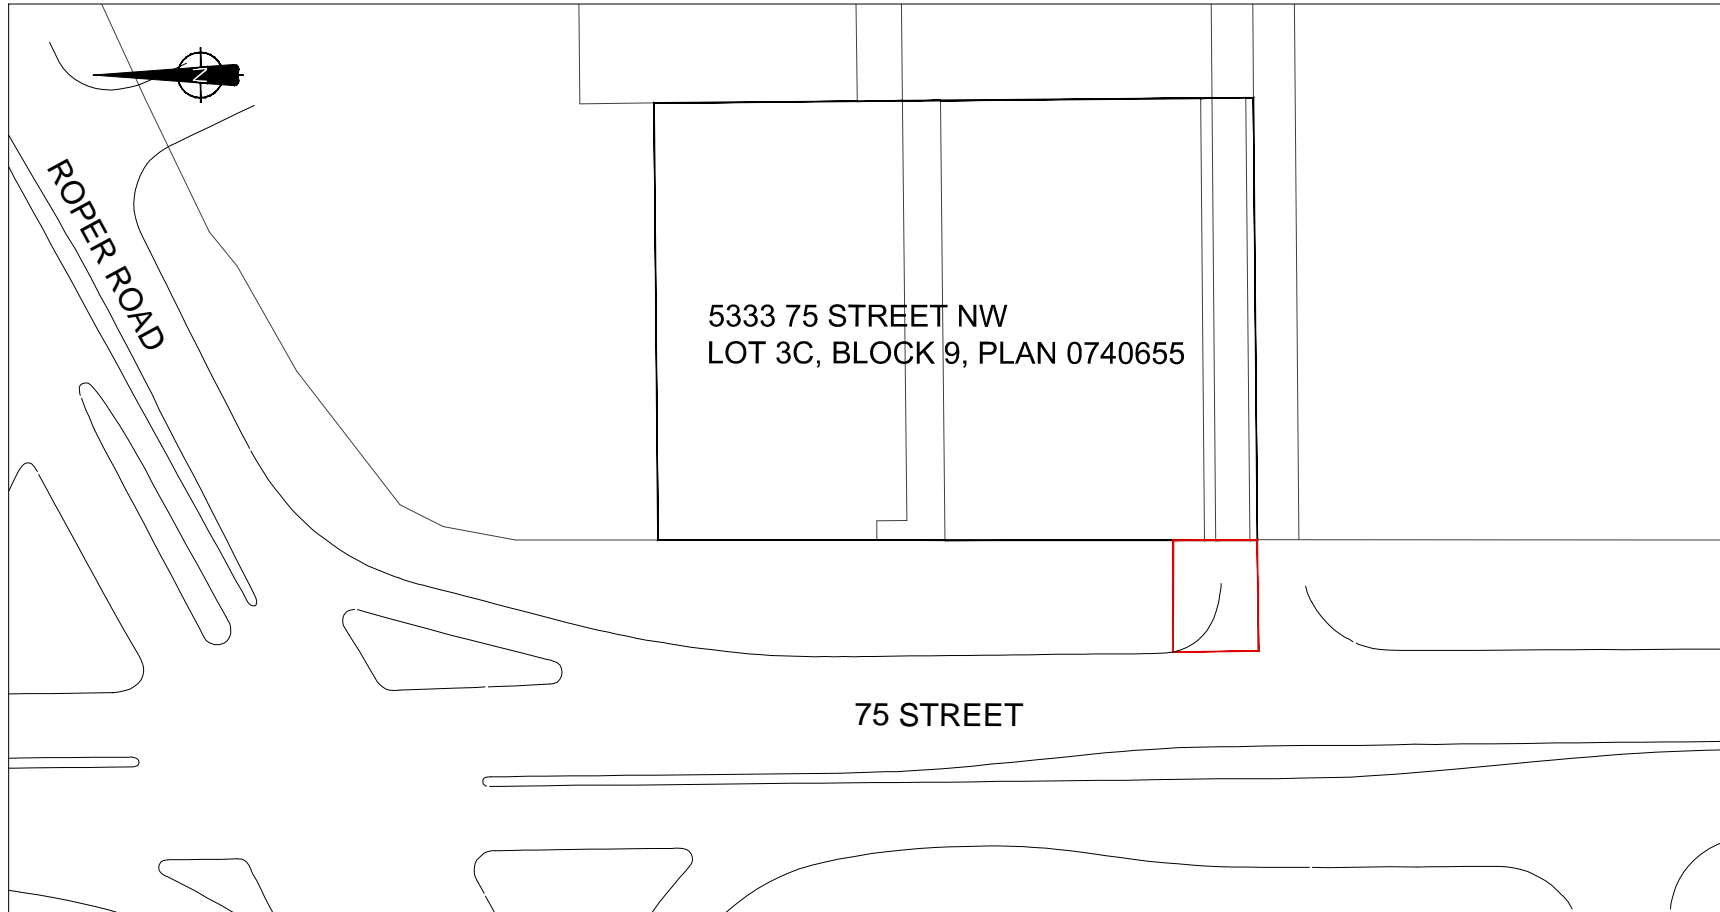 N
ROPER ROAD
5333 75 STREET NW
LOT 3C, BLOCK 9, PLAN 0740655
75 STREET